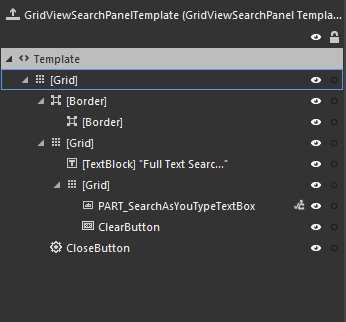 GridViewSearchPanelTemplate (GridViewSearchPanel Templa...
Template
[Grid]
[Border]
[Border]
[Grid]
[TextBlock] "Full Text Searc..."
[Grid]
PART_SearchAsYouTypeTextBox
ClearButton
CloseButton